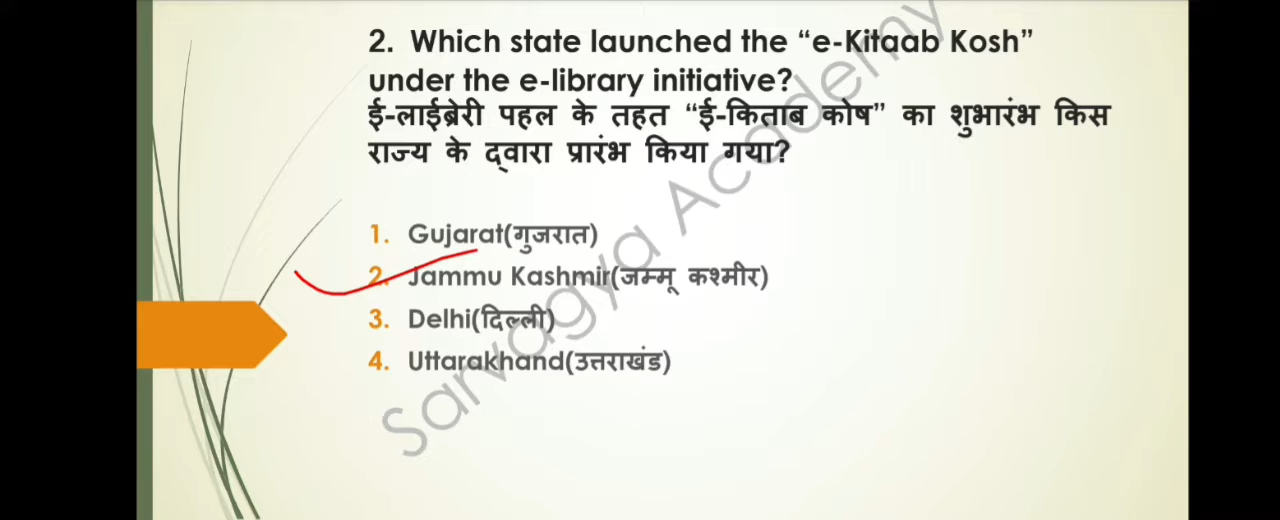 2. Which state launched the “e-Kitaab Kosh”
under the e-library initiative?
ई-लाईब्रेरी पहल के तहत “ई-किताब कोष” का शुभारंभ किस
राज्य के द्वारा प्रारंभ किया गया?
1. Gujarat(गुजरात)
2. Jammu Kashmir(जम्मू कश्मीर)
3. Delhi(दिल्ली)
4. Uttarakhand(उत्तराखंड)
Sarvagya Academy